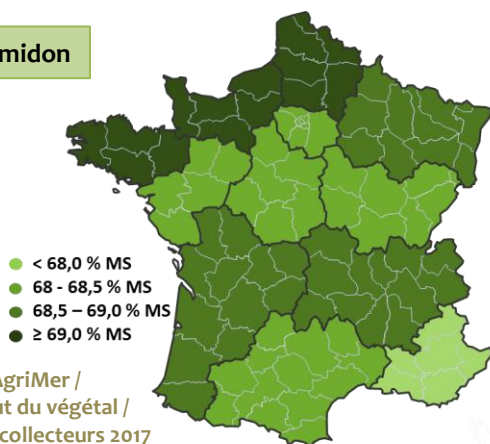 midon
< 68,0 % MS
68 - 68,5 % MS
68,5 – 69,0 % MS
≥ 69,0 % MS
AgriMer /
ut du végétal /
collecteurs 2017